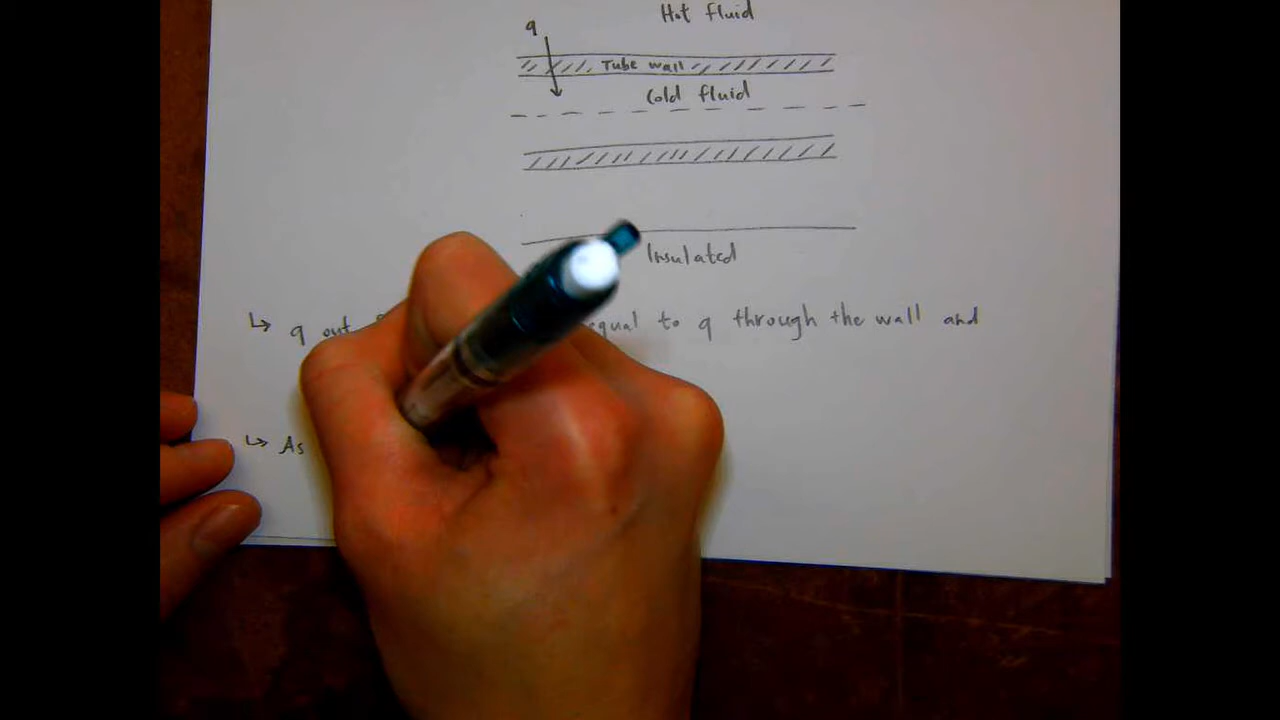 Hot fluid
q
Tube wall
Cold fluid
Insulated
↳ q out equal to q through the wall and
↳ As